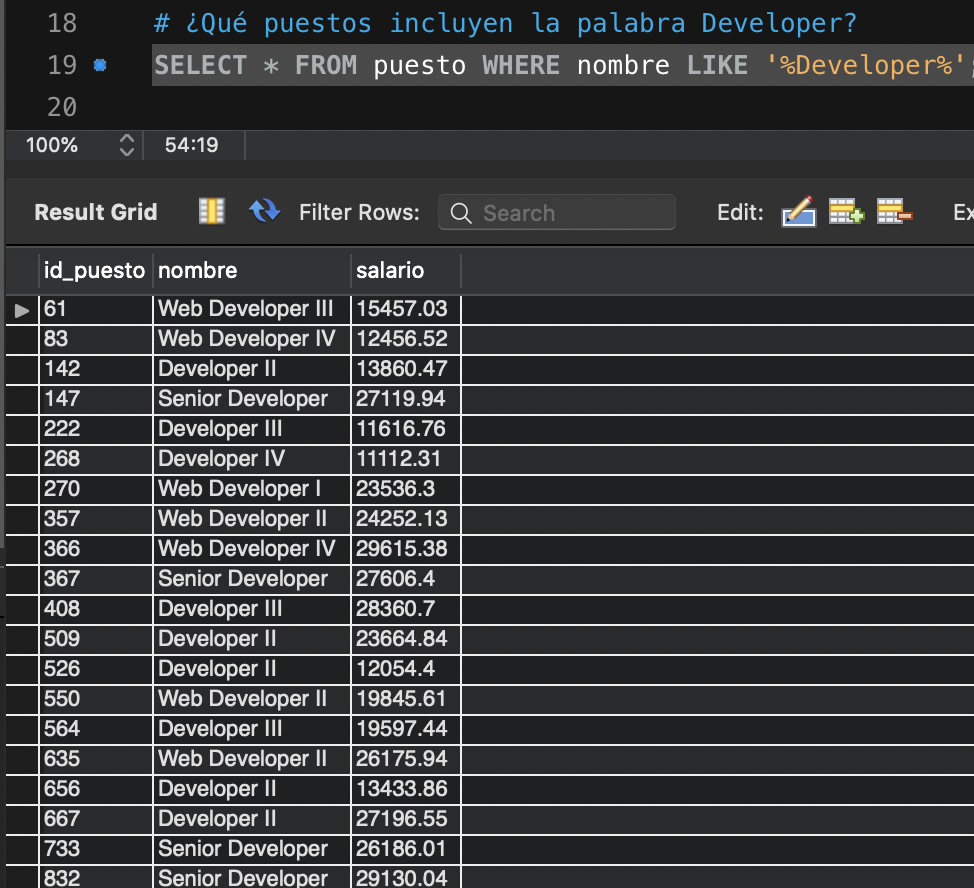 18 # ¿Qué puestos incluyen la palabra Developer?
19 SELECT * FROM puesto WHERE nombre LIKE '%Developer%';
20
100% 54:19
Result Grid Filter Rows: Search Edit: Ex
id_puesto nombre salario
61 Web Developer III 15457.03
83 Web Developer IV 12456.52
142 Developer II 13860.47
147 Senior Developer 27119.94
222 Developer III 11616.76
268 Developer IV 11112.31
270 Web Developer I 23536.3
357 Web Developer II 24252.13
366 Web Developer IV 29615.38
367 Senior Developer 27606.4
408 Developer III 28360.7
509 Developer II 23664.84
526 Developer II 12054.4
550 Web Developer II 19845.61
564 Developer III 19597.44
635 Web Developer II 26175.94
656 Developer II 13433.86
667 Developer II 27196.55
733 Senior Developer 26186.01
832 Senior Developer 29130.04